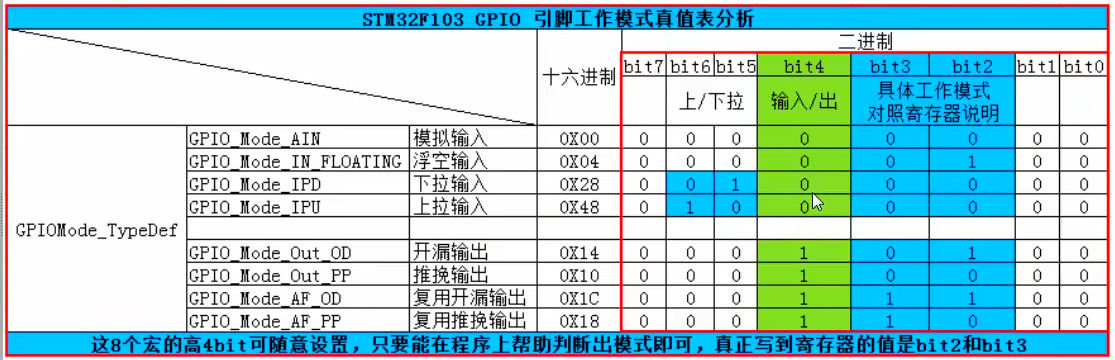 STM32F103 GPIO 引脚工作模式真值表分析
十六进制 二进制
bit7 bit6 bit5 bit4 bit3 bit2 bit1 bit0
上/下拉 输入/出 具体工作模式
对照寄存器说明
GPIOMode_TypeDef
GPIO_Mode_AIN 模拟输入 0X00 0 0 0 0 0 0 0 0
GPIO_Mode_IN_FLOATING 浮空输入 0X04 0 0 0 0 0 1 0 0
GPIO_Mode_IPD 下拉输入 0X28 0 0 1 0 0 0 0 0
GPIO_Mode_IPU 上拉输入 0X48 0 1 0 0 0 0 0 0
GPIO_Mode_Out_OD 开漏输出 0X14 0 0 0 1 0 1 0 0
GPIO_Mode_Out_PP 推挽输出 0X10 0 0 0 1 0 0 0 0
GPIO_Mode_AF_OD 复用开漏输出 0X1C 0 0 0 1 1 1 0 0
GPIO_Mode_AF_PP 复用推挽输出 0X18 0 0 0 1 1 0 0 0
这8个宏的高4bit可随意设置，只要能在程序上帮助判断出模式即可，真正写到寄存器的值是bit2和bit3